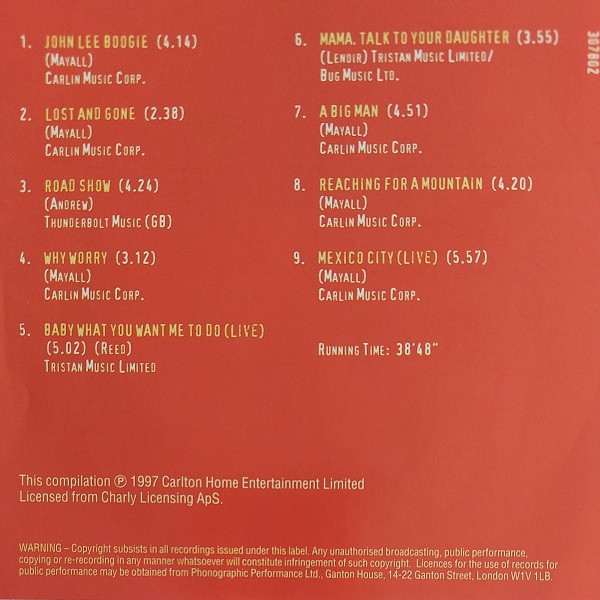 1. JOHN LEE BOOGIE (4.14)
(MAYALL)
CARLIN MUSIC CORP.
2. LOST AND GONE (2.38)
(MAYALL)
CARLIN MUSIC CORP.
3. ROAD SHOW (4.24)
(ANDREW)
THUNDERBOLT MUSIC (GB)
4. WHY WORRY (3.12)
(MAYALL)
CARLIN MUSIC CORP.
5. BABY WHAT YOU WANT ME TO DO (LIVE)
(5.02) (REED)
TRISTAN MUSIC LIMITED
6. MAMA, TALK TO YOUR DAUGHTER (3.55)
(LENOIR) TRISTAN MUSIC LIMITED/
BUG MUSIC LTD.
7. A BIG MAN (4.51)
(MAYALL)
CARLIN MUSIC CORP.
8. REACHING FOR A MOUNTAIN (4.20)
(MAYALL)
CARLIN MUSIC CORP.
9. MEXICO CITY (LIVE) (5.57)
(MAYALL)
CARLIN MUSIC CORP.
RUNNING TIME: 38'48"
307802
This compilation ℗ 1997 Carlton Home Entertainment Limited
Licensed from Charly Licensing ApS.
WARNING – Copyright subsists in all recordings issued under this label. Any unauthorised broadcasting, public performance,
copying or re-recording in any manner whatsoever will constitute infringement of such copyright. Licences for the use of records for
public performance may be obtained from Phonographic Performance Ltd., Ganton House, 14-22 Ganton Street, London W1V 1LB.